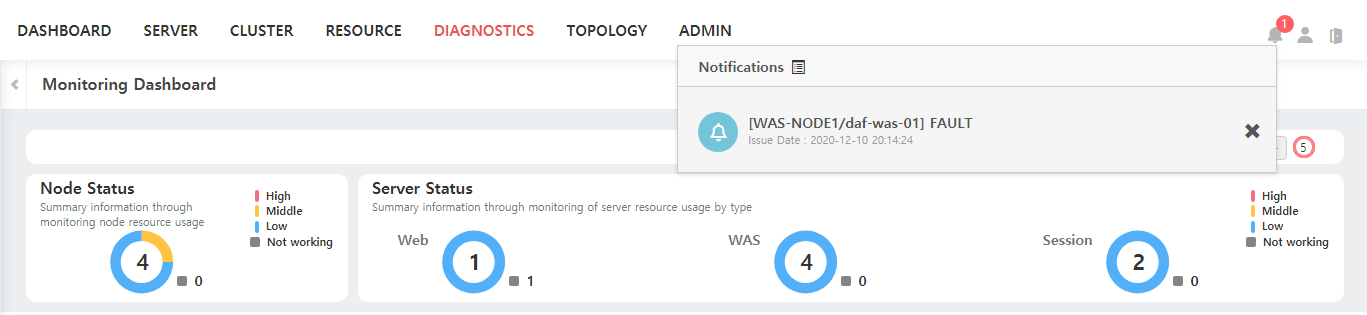 DASHBOARD SERVER CLUSTER RESOURCE DIAGNOSTICS TOPOLOGY ADMIN 1
Notifications
Monitoring Dashboard
[WAS-NODE1/daf-was-01] FAULT
Issue Date : 2020-12-10 20:14:24
5
Node Status
Summary information through
monitoring node resource usage
High
Middle
Low
Not working
4
0
Server Status
Summary information through monitoring of server resource usage by type
High
Middle
Low
Not working
Web
1
1
WAS
4
0
Session
2
0